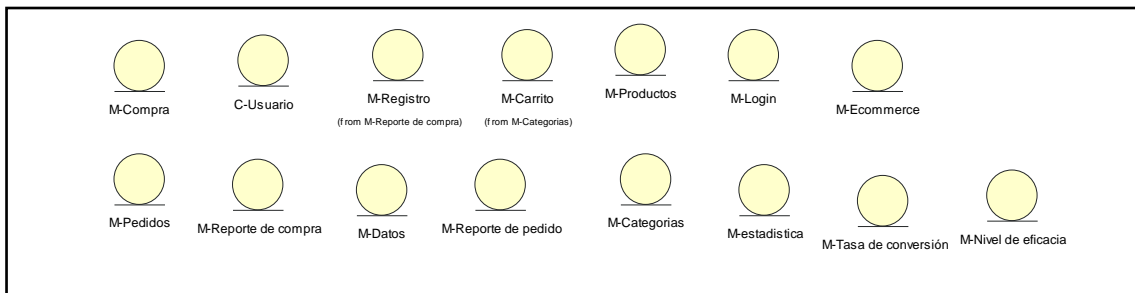 M-Compra
C-Usuario
M-Registro
(from M-Reporte de compra)
M-Carrito
(from M-Categorias)
M-Productos
M-Login
M-Ecommerce
M-Pedidos
M-Reporte de compra
M-Datos
M-Reporte de pedido
M-Categorias
M-estadistica
M-Tasa de conversión
M-Nivel de eficacia